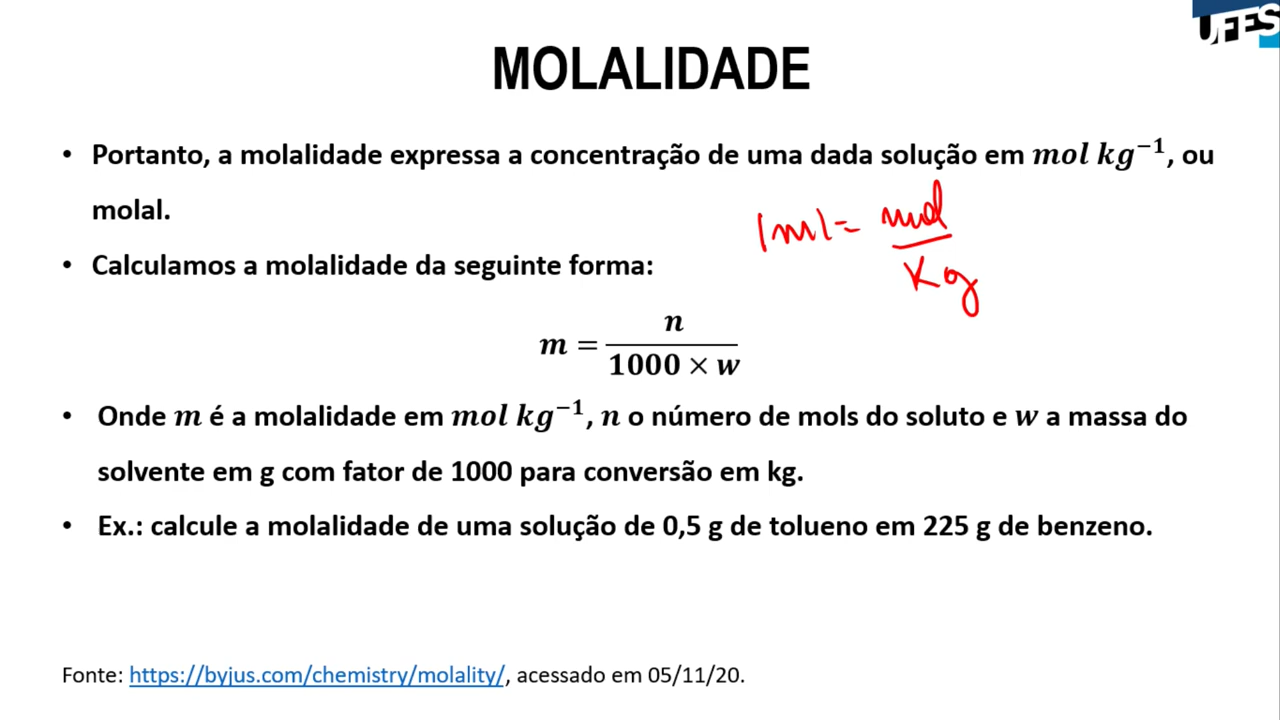 UFES
MOLALIDADE
• Portanto, a molalidade expressa a concentração de uma dada solução em mol kg⁻¹, ou
molal.
|m|= mol
Kg
• Calculamos a molalidade da seguinte forma:
m = n
1000 × w
• Onde m é a molalidade em mol kg⁻¹, n o número de mols do soluto e w a massa do
solvente em g com fator de 1000 para conversão em kg.
• Ex.: calcule a molalidade de uma solução de 0,5 g de tolueno em 225 g de benzeno.
Fonte: https://byjus.com/chemistry/molality/, acessado em 05/11/20.